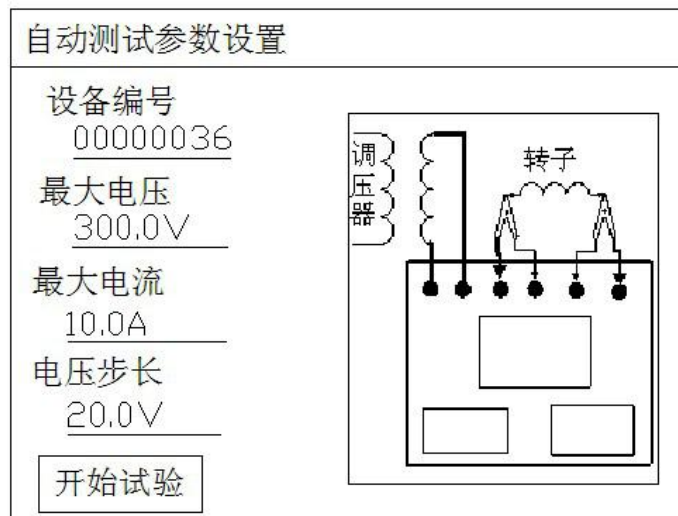 自动测试参数设置
设备编号
00000036
最大电压
300.0V
最大电流
10.0A
电压步长
20.0V
开始试验
调压器
转子